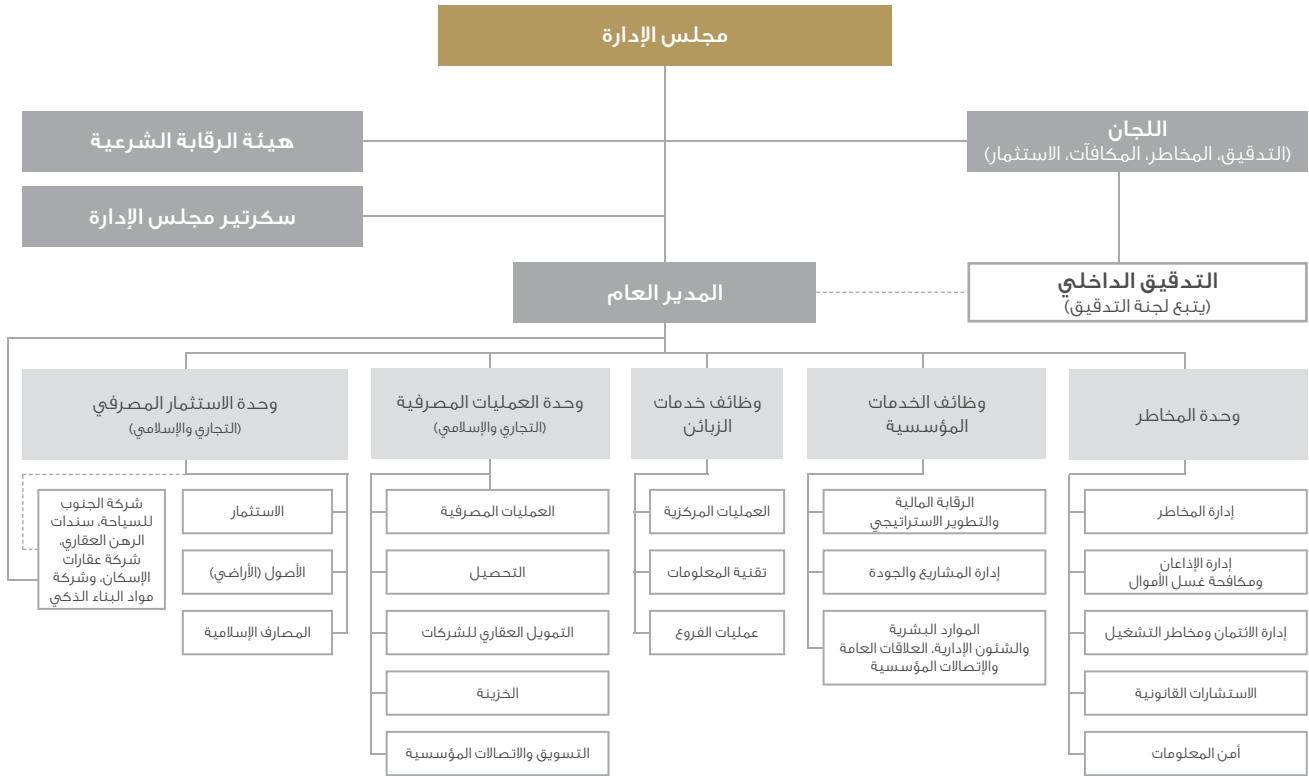 مجلس الإدارة
اللجان
(التدقيق، المخاطر، المكافآت، الاستثمار)
هيئة الرقابة الشرعية
سكرتير مجلس الإدارة
التدقيق الداخلي
(يتبع لجنة التدقيق)
المدير العام
وحدة المخاطر
إدارة المخاطر
إدارة الإذاعان
ومكافحة غسل الأموال
إدارة الائتمان ومخاطر التشغيل
الاستشارات القانونية
أمن المعلومات
وظائف الخدمات
المؤسسية
الرقابة المالية
والتطوير الاستراتيجي
إدارة المشاريع والجودة
الموارد البشرية
والشئون الإدارية، العلاقات العامة
والإتصالات المؤسسية
وظائف خدمات
الزبائن
العمليات المركزية
تقنية المعلومات
عمليات الفروع
وحدة العمليات المصرفية
(التجاري والإسلامي)
العمليات المصرفية
التحصيل
التمويل العقاري للشركات
الخزينة
التسويق والاتصالات المؤسسية
وحدة الاستثمار المصرفي
(التجاري والإسلامي)
الاستثمار
الأصول (الأراضي)
المصارف الإسلامية
شركة الجنوب
للسياحة، سندات
الرهن العقاري،
شركة عقارات
الإسكان، وشركة
مواد البناء الذكي